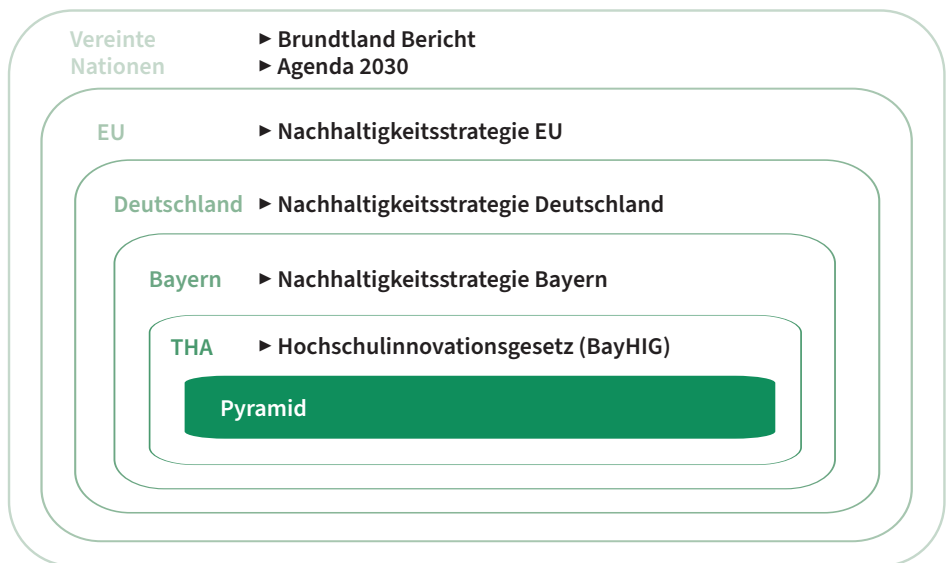 Vereinte ► Brundtland Bericht
Nationen ► Agenda 2030
EU ► Nachhaltigkeitsstrategie EU
Deutschland ► Nachhaltigkeitsstrategie Deutschland
Bayern ► Nachhaltigkeitsstrategie Bayern
THA ► Hochschulinnovationsgesetz (BayHIG)
Pyramid